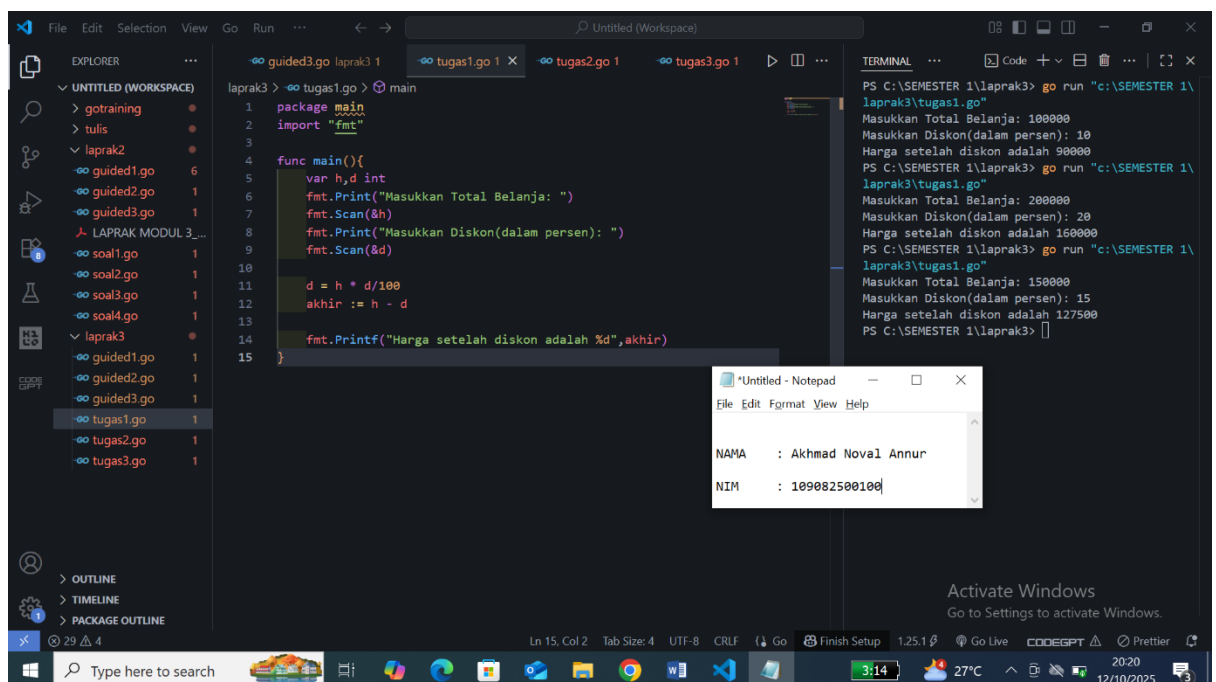 File Edit Selection View Go Run ··· Untitled (Workspace)
EXPLORER ···
UNTITLED (WORKSPACE)
gotraining
tulis
laprak2
guided1.go 6
guided2.go 1
guided3.go 1
LAPRAK MODUL 3_...
soal1.go 1
soal2.go 1
soal3.go 1
soal4.go 1
laprak3
guided1.go 1
guided2.go 1
guided3.go 1
tugas1.go 1
tugas2.go 1
tugas3.go 1
OUTLINE
TIMELINE
PACKAGE OUTLINE
guided3.go laprak3 1 tugas1.go 1 tugas2.go 1 tugas3.go 1
laprak3 > tugas1.go > main
1 package main
2 import "fmt"
3
4 func main(){
5 var h,d int
6 fmt.Print("Masukkan Total Belanja: ")
7 fmt.Scan(&h)
8 fmt.Print("Masukkan Diskon(dalam persen): ")
9 fmt.Scan(&d)
10
11 d = h * d/100
12 akhir := h - d
13
14 fmt.Printf("Harga setelah diskon adalah %d",akhir)
15 }
TERMINAL ··· Code
PS C:\SEMESTER 1\laprak3> go run "c:\SEMESTER 1\
laprak3\tugas1.go"
Masukkan Total Belanja: 100000
Masukkan Diskon(dalam persen): 10
Harga setelah diskon adalah 90000
PS C:\SEMESTER 1\laprak3> go run "c:\SEMESTER 1\
laprak3\tugas1.go"
Masukkan Total Belanja: 200000
Masukkan Diskon(dalam persen): 20
Harga setelah diskon adalah 160000
PS C:\SEMESTER 1\laprak3> go run "c:\SEMESTER 1\
laprak3\tugas1.go"
Masukkan Total Belanja: 150000
Masukkan Diskon(dalam persen): 15
Harga setelah diskon adalah 127500
PS C:\SEMESTER 1\laprak3>
*Untitled - Notepad
File Edit Format View Help
NAMA : Akhmad Noval Annur
NIM : 109082500100
Activate Windows
Go to Settings to activate Windows.
29 4 Ln 15, Col 2 Tab Size: 4 UTF-8 CRLF Go Finish Setup 1.25.1 Go Live CODEGPT Prettier
Type here to search 3:14 27°C 20:20
12/10/2025